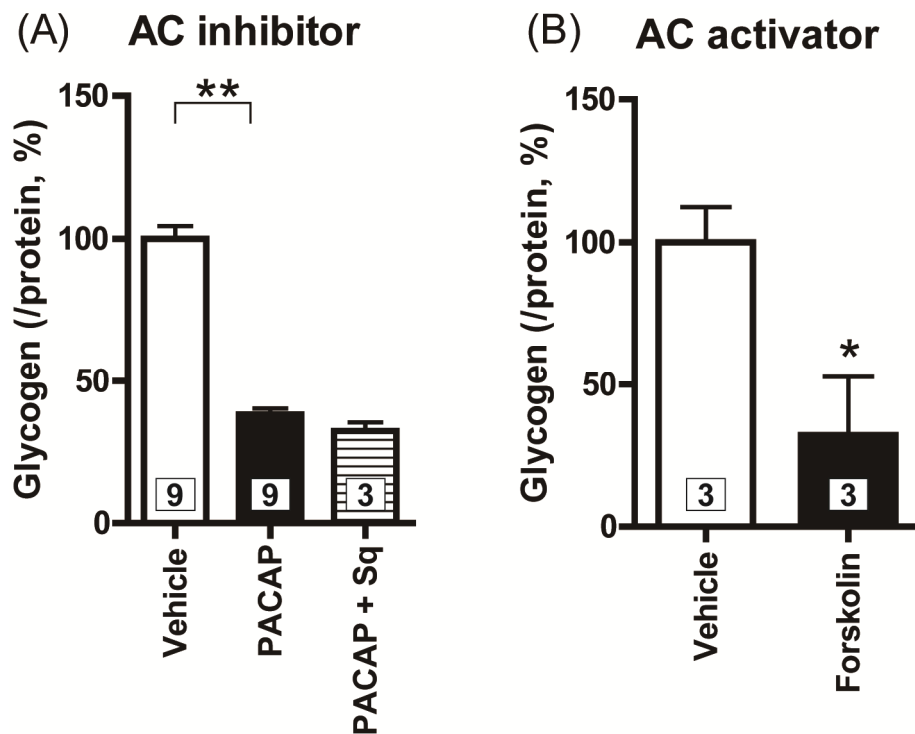 (A) AC inhibitor
Glycogen (/protein, %)
150
100
50
0
**
9
9
3
Vehicle
PACAP
PACAP + Sq
(B) AC activator
Glycogen (/protein, %)
150
100
50
0
*
3
3
Vehicle
Forskolin